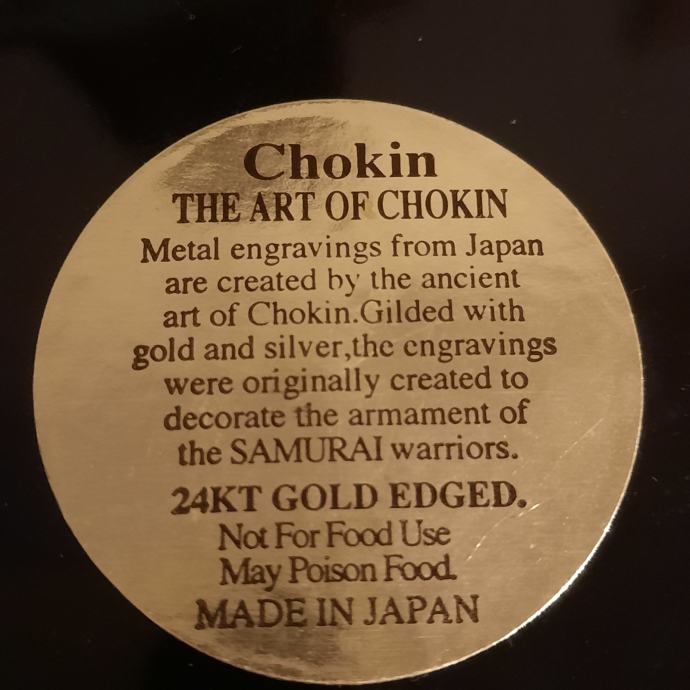 Chokin
THE ART OF CHOKIN
Metal engravings from Japan
are created by the ancient
art of Chokin.Gilded with
gold and silver,the engravings
were originally created to
decorate the armament of
the SAMURAI warriors.
24KT GOLD EDGED.
Not For Food Use
May Poison Food.
MADE IN JAPAN